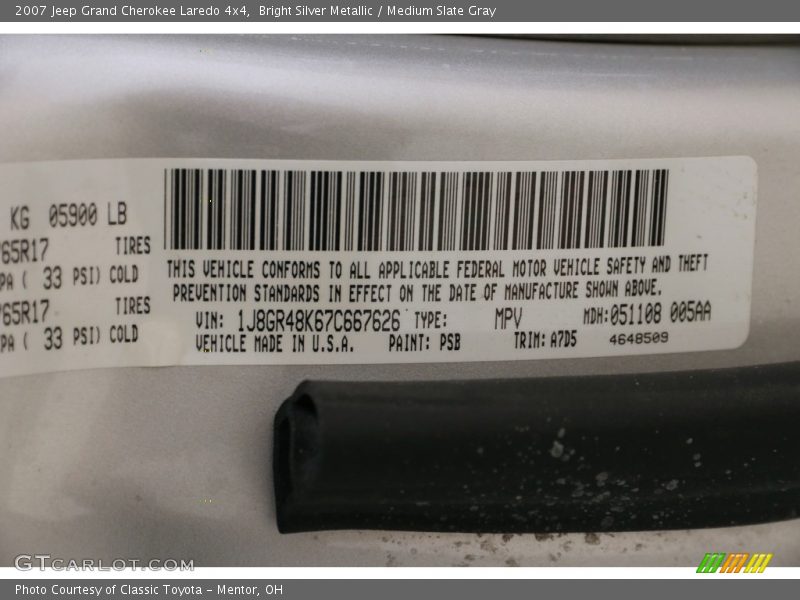 2007 Jeep Grand Cherokee Laredo 4x4, Bright Silver Metallic / Medium Slate Gray
KG 05900 LB
65R17 TIRES
PA ( 33 PSI) COLD
765R17 TIRES
PA ( 33 PSI) COLD
THIS VEHICLE CONFORMS TO ALL APPLICABLE FEDERAL MOTOR VEHICLE SAFETY AND THEFT
PREVENTION STANDARDS IN EFFECT ON THE DATE OF MANUFACTURE SHOWN ABOVE.
VIN: 1J8GR48K67C667626 TYPE: MPV MDH:051108 005AA
VEHICLE MADE IN U.S.A. PAINT: PSB TRIM: A7D5 4648509
GTCARLOT.COM
Photo Courtesy of Classic Toyota - Mentor, OH